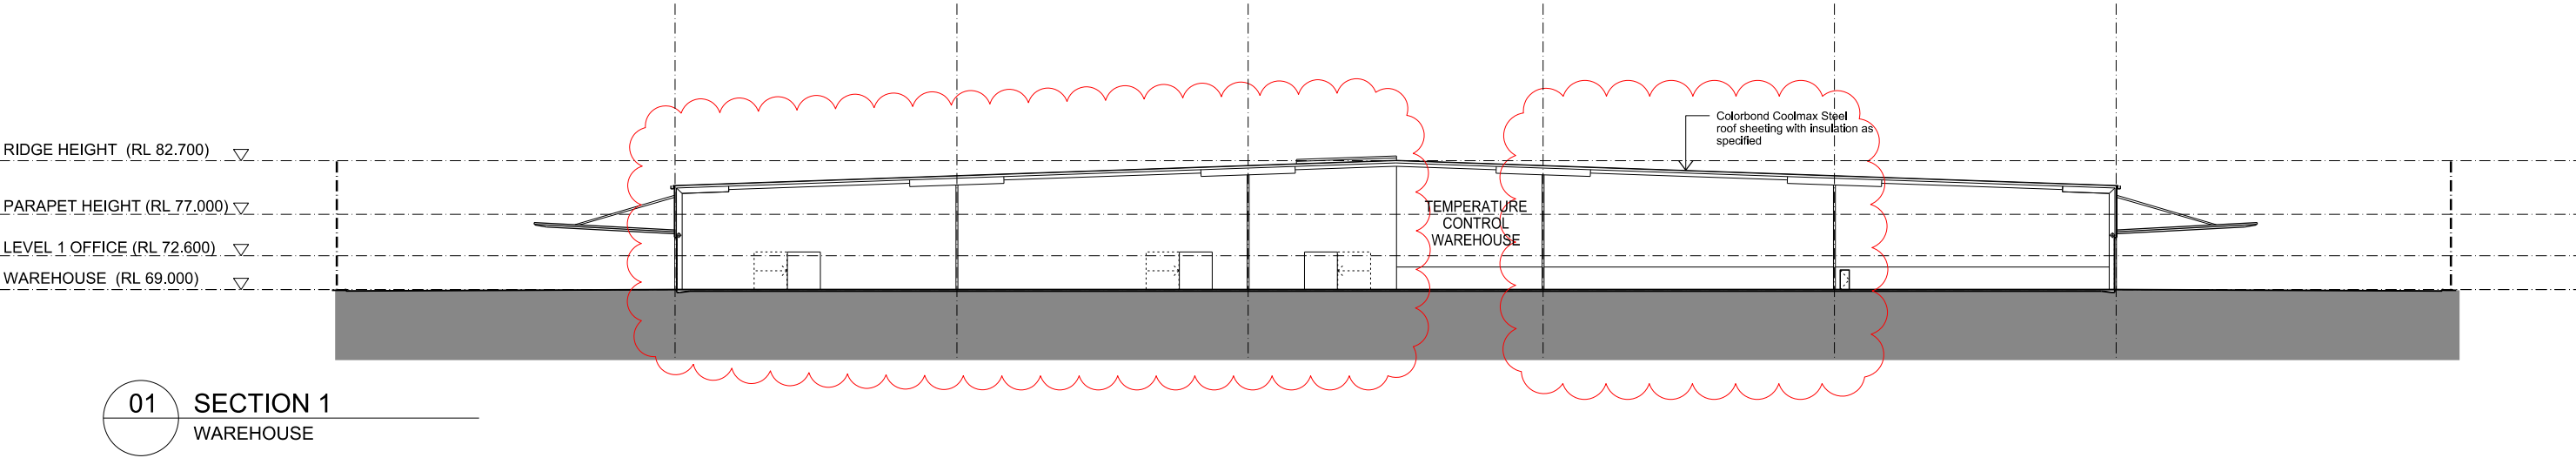 Colorbond Coolmax Steel
roof sheeting with insulation as
specified
RIDGE HEIGHT (RL 82.700)
PARAPET HEIGHT (RL 77.000)
TEMPERATURE
CONTROL
WAREHOUSE
LEVEL 1 OFFICE (RL 72.600)
WAREHOUSE (RL 69.000)
01 SECTION 1
WAREHOUSE